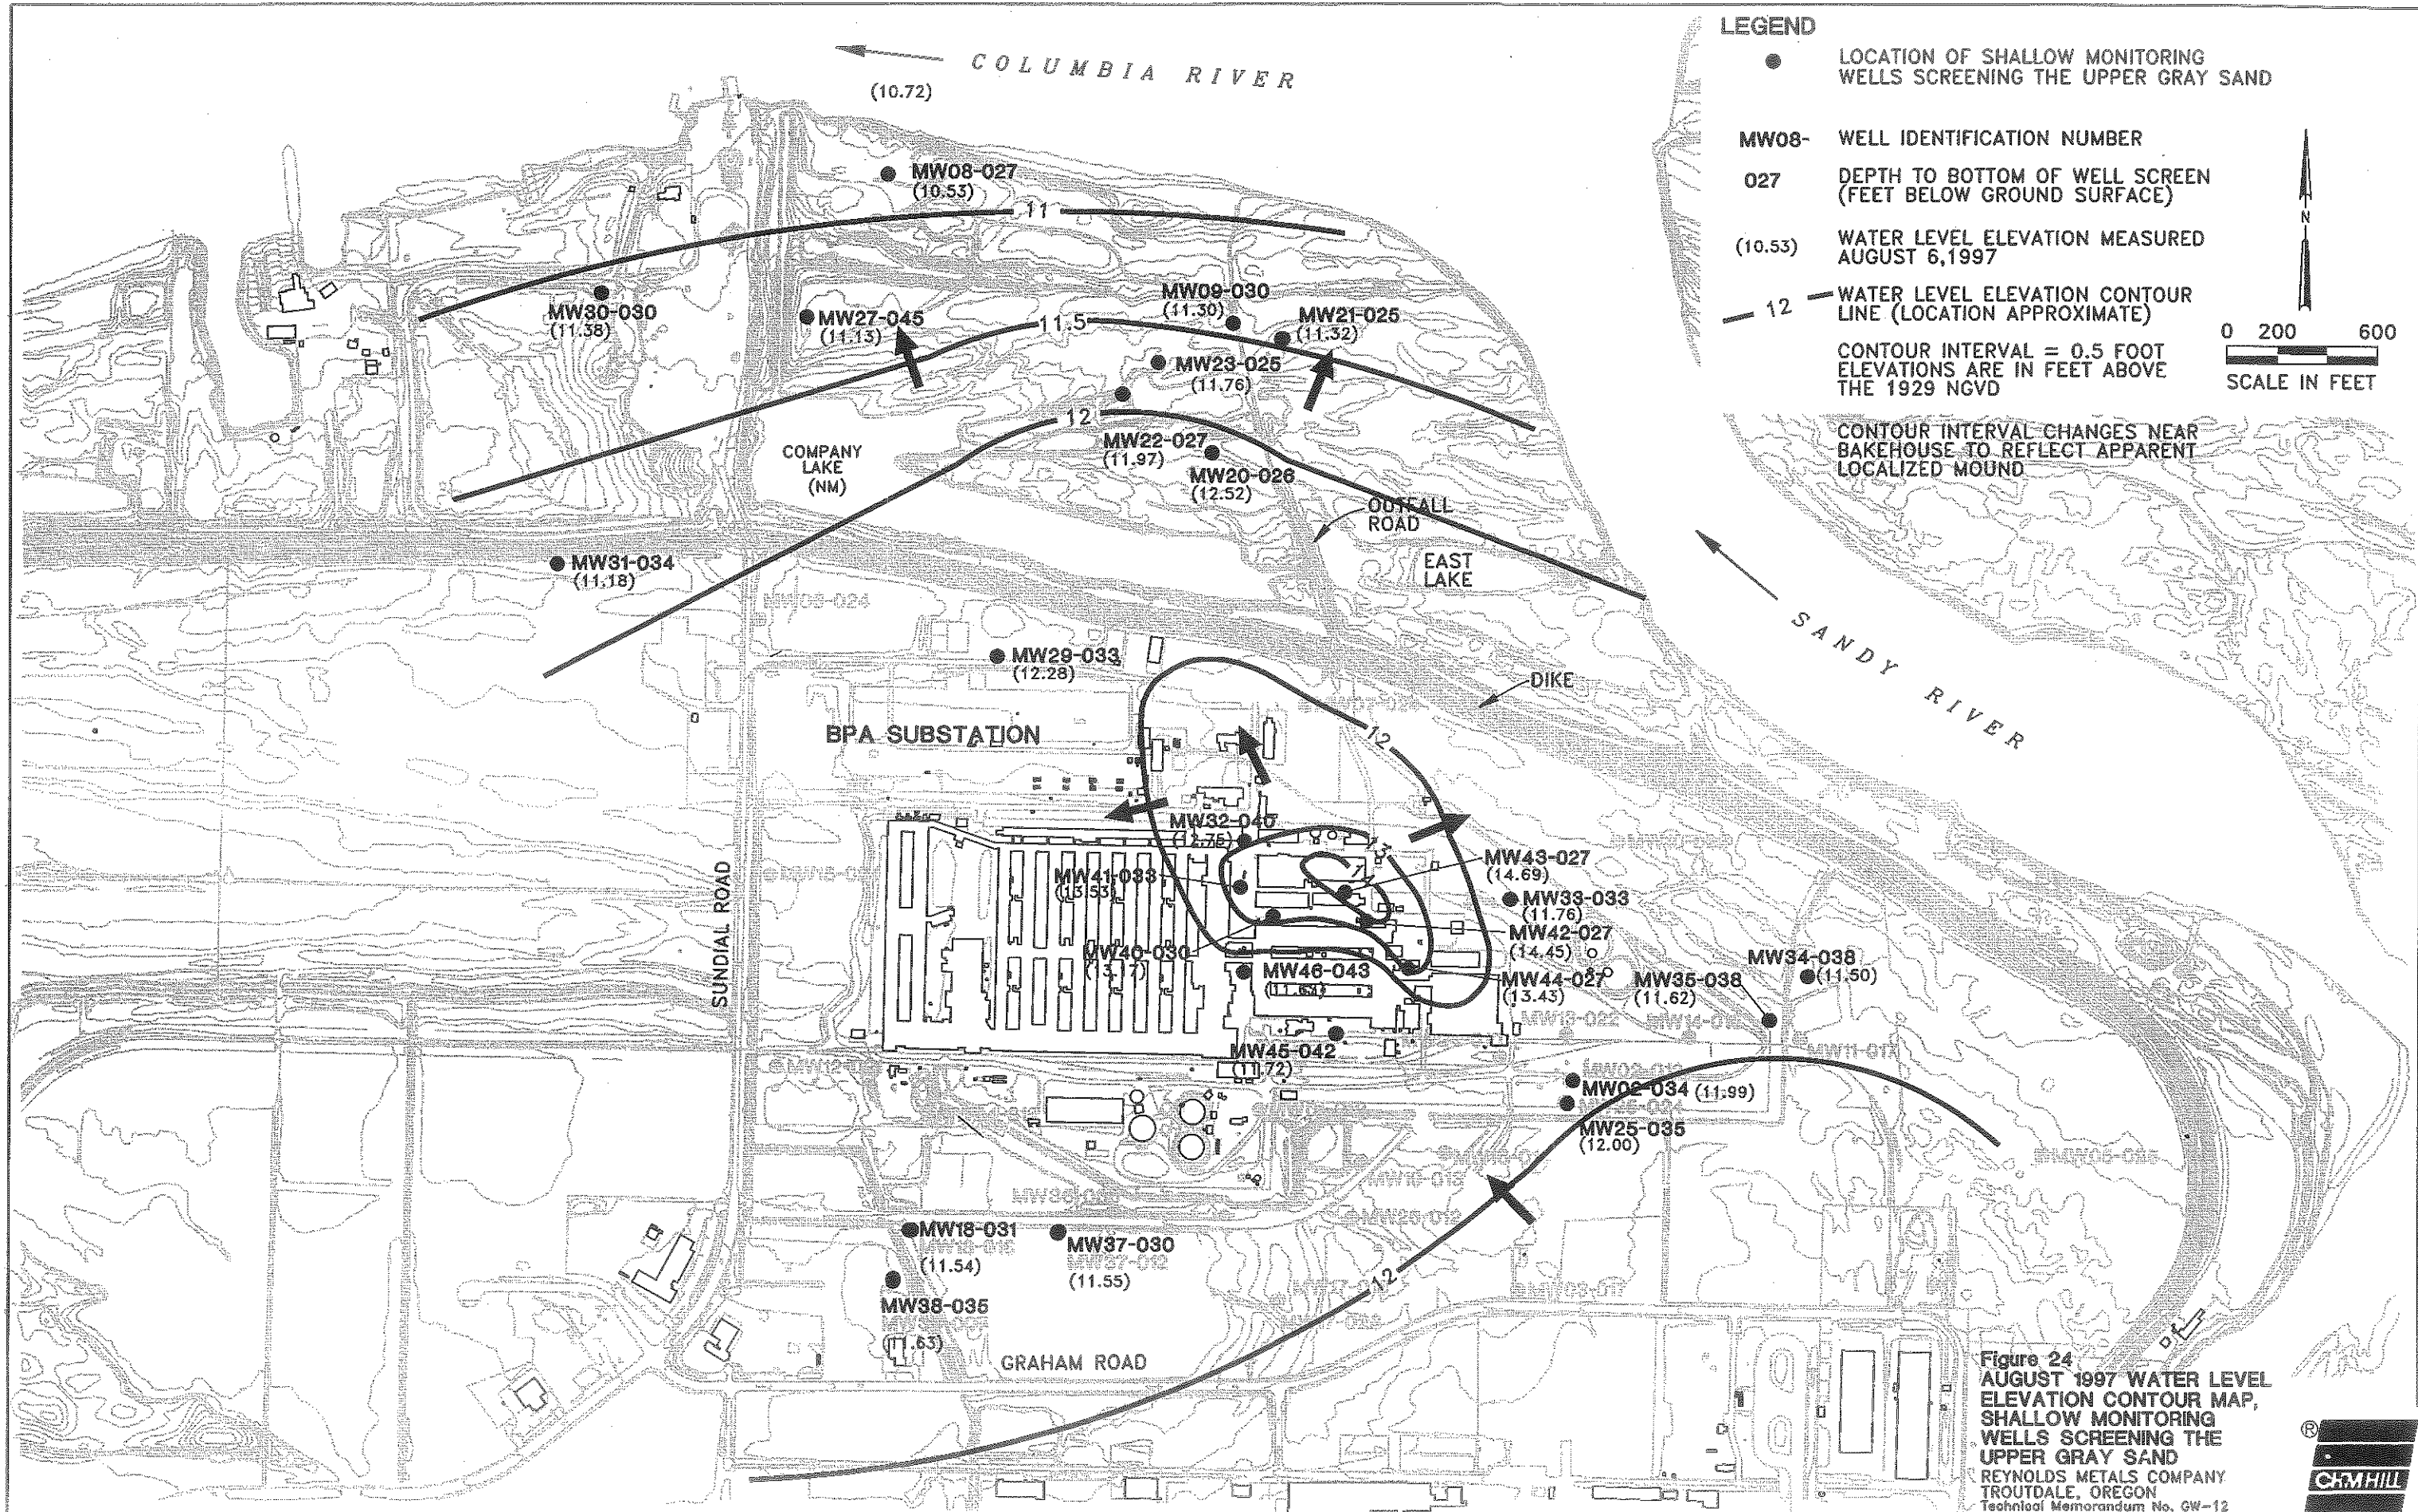 LEGEND
LOCATION OF SHALLOW MONITORING
WELLS SCREENING THE UPPER GRAY SAND
MW08-
WELL IDENTIFICATION NUMBER
027
DEPTH TO BOTTOM OF WELL SCREEN
(FEET BELOW GROUND SURFACE)
(10.53)
WATER LEVEL ELEVATION MEASURED
AUGUST 6,1997
12
WATER LEVEL ELEVATION CONTOUR
LINE (LOCATION APPROXIMATE)
CONTOUR INTERVAL = 0.5 FOOT
ELEVATIONS ARE IN FEET ABOVE
THE 1929 NGVD
CONTOUR INTERVAL CHANGES NEAR
BAKEHOUSE TO REFLECT APPARENT
LOCALIZED MOUND
N
0 200 600
SCALE IN FEET
COLUMBIA RIVER
(10.72)
MW08-027
(10.53)
11
MW30-030
(11.38)
MW27-045
(11.13)
MW09-030
(11.30)
MW21-025
(11.32)
11.5
MW23-025
(11.76)
12
MW22-027
(11.97)
MW20-026
(12.52)
COMPANY
LAKE
(NM)
OUTFALL
ROAD
EAST
LAKE
MW31-034
(11.18)
MW29-033
(12.28)
SANDY RIVER
DIKE
BPA SUBSTATION
12
MW32-040
(12.75)
13
MW41-033
(13.53)
MW43-027
(14.69)
MW33-033
(11.76)
MW42-027
(14.45)
MW40-030
(13.17)
MW46-043
MW44-027
(13.43)
MW35-038
(11.62)
MW34-038
(11.50)
SUNDIAL ROAD
MW13-022
MW45-042
(11.72)
MW02-034 (11.99)
MW25-035
(12.00)
MW18-031
(11.54)
MW37-030
MW37-012
(11.55)
MW38-035
12
GRAHAM ROAD
Figure 24
AUGUST 1997 WATER LEVEL
ELEVATION CONTOUR MAP,
SHALLOW MONITORING
WELLS SCREENING THE
UPPER GRAY SAND
REYNOLDS METALS COMPANY
TROUTDALE, OREGON
Technical Memorandum No. GW-12
®
CH2MHILL